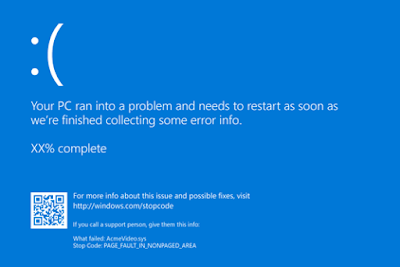 :(
Your PC ran into a problem and needs to restart as soon as
we're finished collecting some error info.
XX% complete
For more info about this issue and possible fixes, visit
http://windows.com/stopcode
If you call a support person, give them this info:
What failed: AcmeVideo.sys
Stop Code: PAGE_FAULT_IN_NONPAGED_AREA